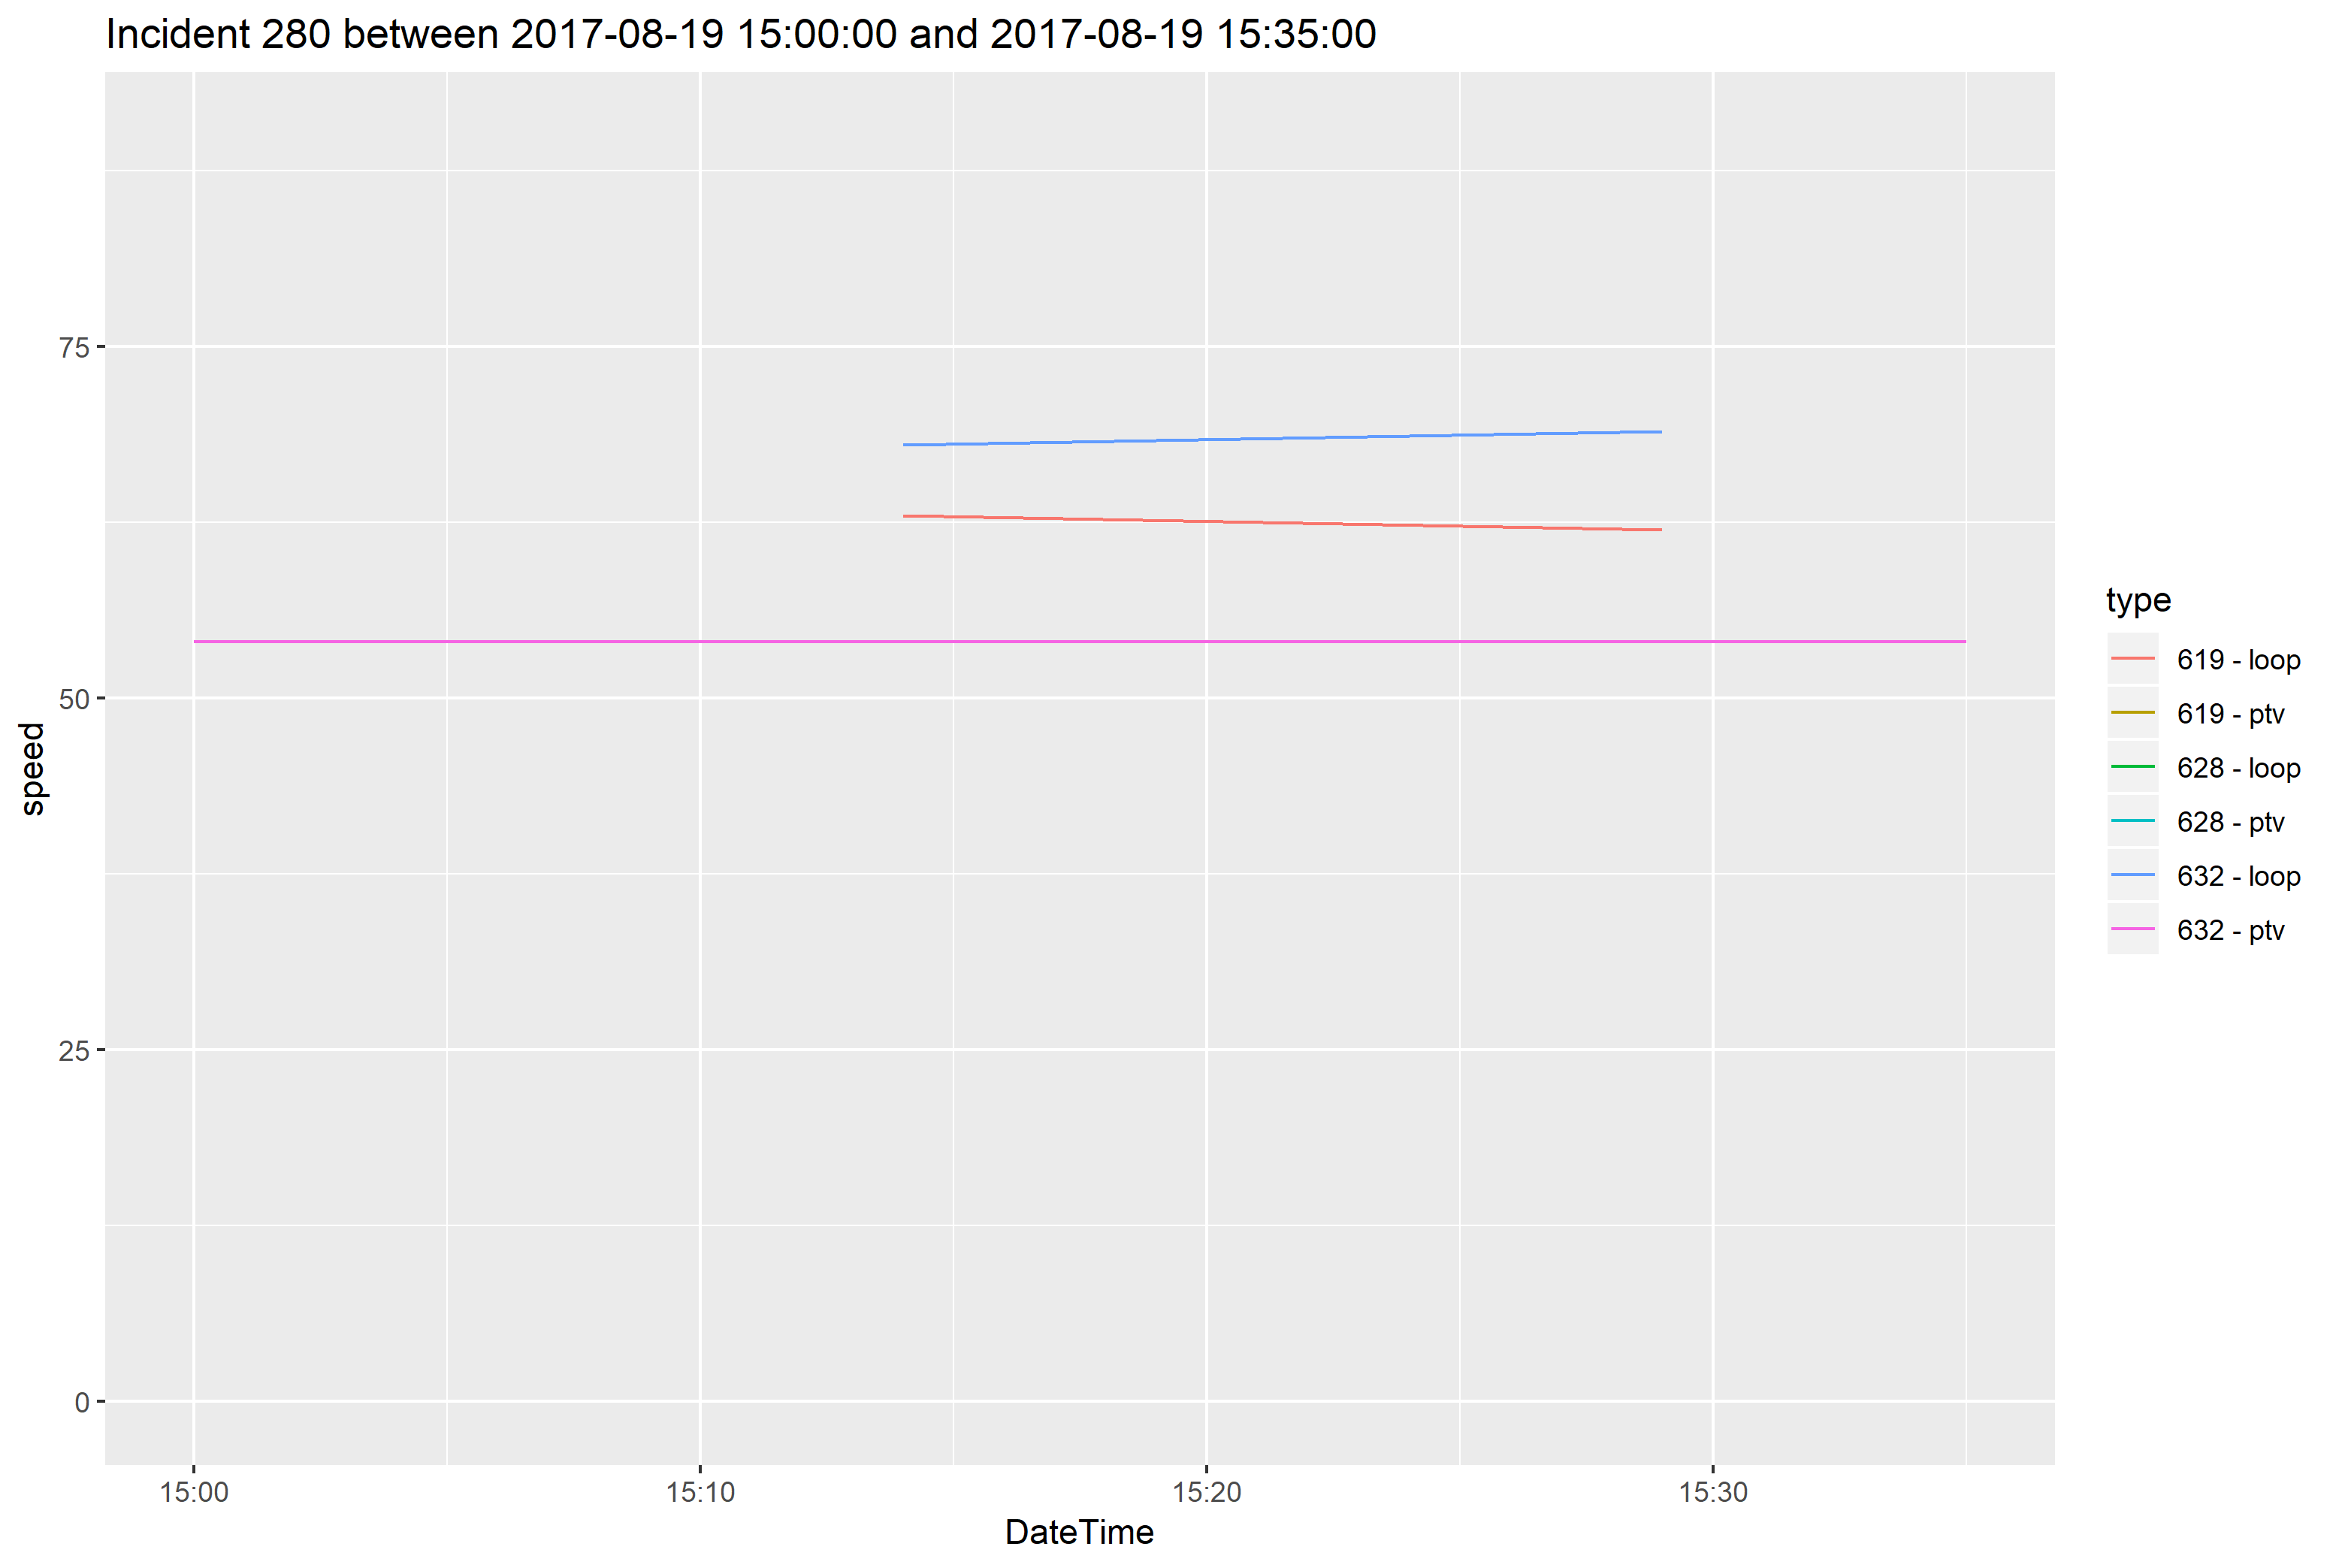 Incident 280 between 2017-08-19 15:00:00 and 2017-08-19 15:35:00
75
50
25
0
speed
15:00
15:10
15:20
15:30
DateTime
type
619 - loop
619 - ptv
628 - loop
628 - ptv
632 - loop
632 - ptv